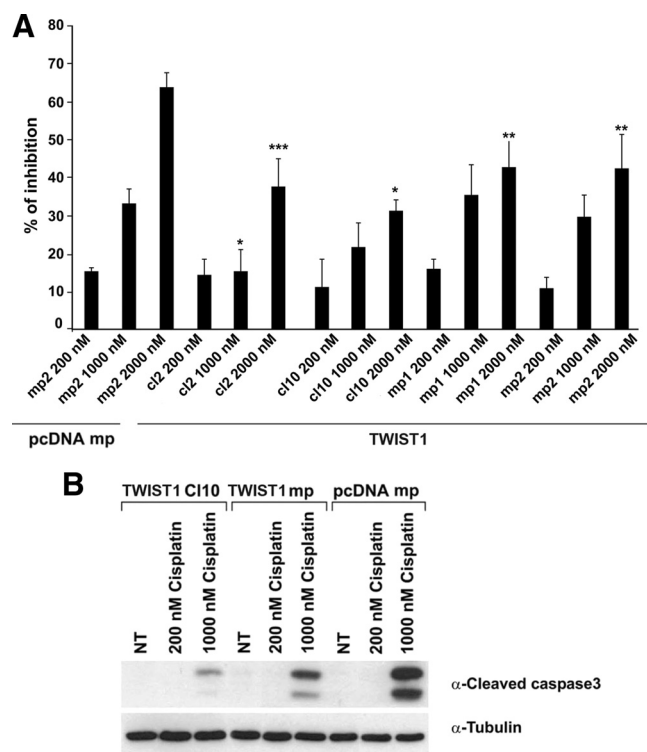 A
80
70
60
50
40
30
20
10
0
% of inhibition
*
***
*
**
**
mp2 200 nM
mp2 1000 nM
mp2 2000 nM
cl2 200 nM
cl2 1000 nM
cl2 2000 nM
cl10 200 nM
cl10 1000 nM
cl10 2000 nM
mp1 200 nM
mp1 1000 nM
mp1 2000 nM
mp2 200 nM
mp2 1000 nM
mp2 2000 nM
pcDNA mp
TWIST1
B
TWIST1 Cl10
TWIST1 mp
pcDNA mp
NT
200 nM Cisplatin
1000 nM Cisplatin
NT
200 nM Cisplatin
1000 nM Cisplatin
NT
200 nM Cisplatin
1000 nM Cisplatin
α-Cleaved caspase3
α-Tubulin